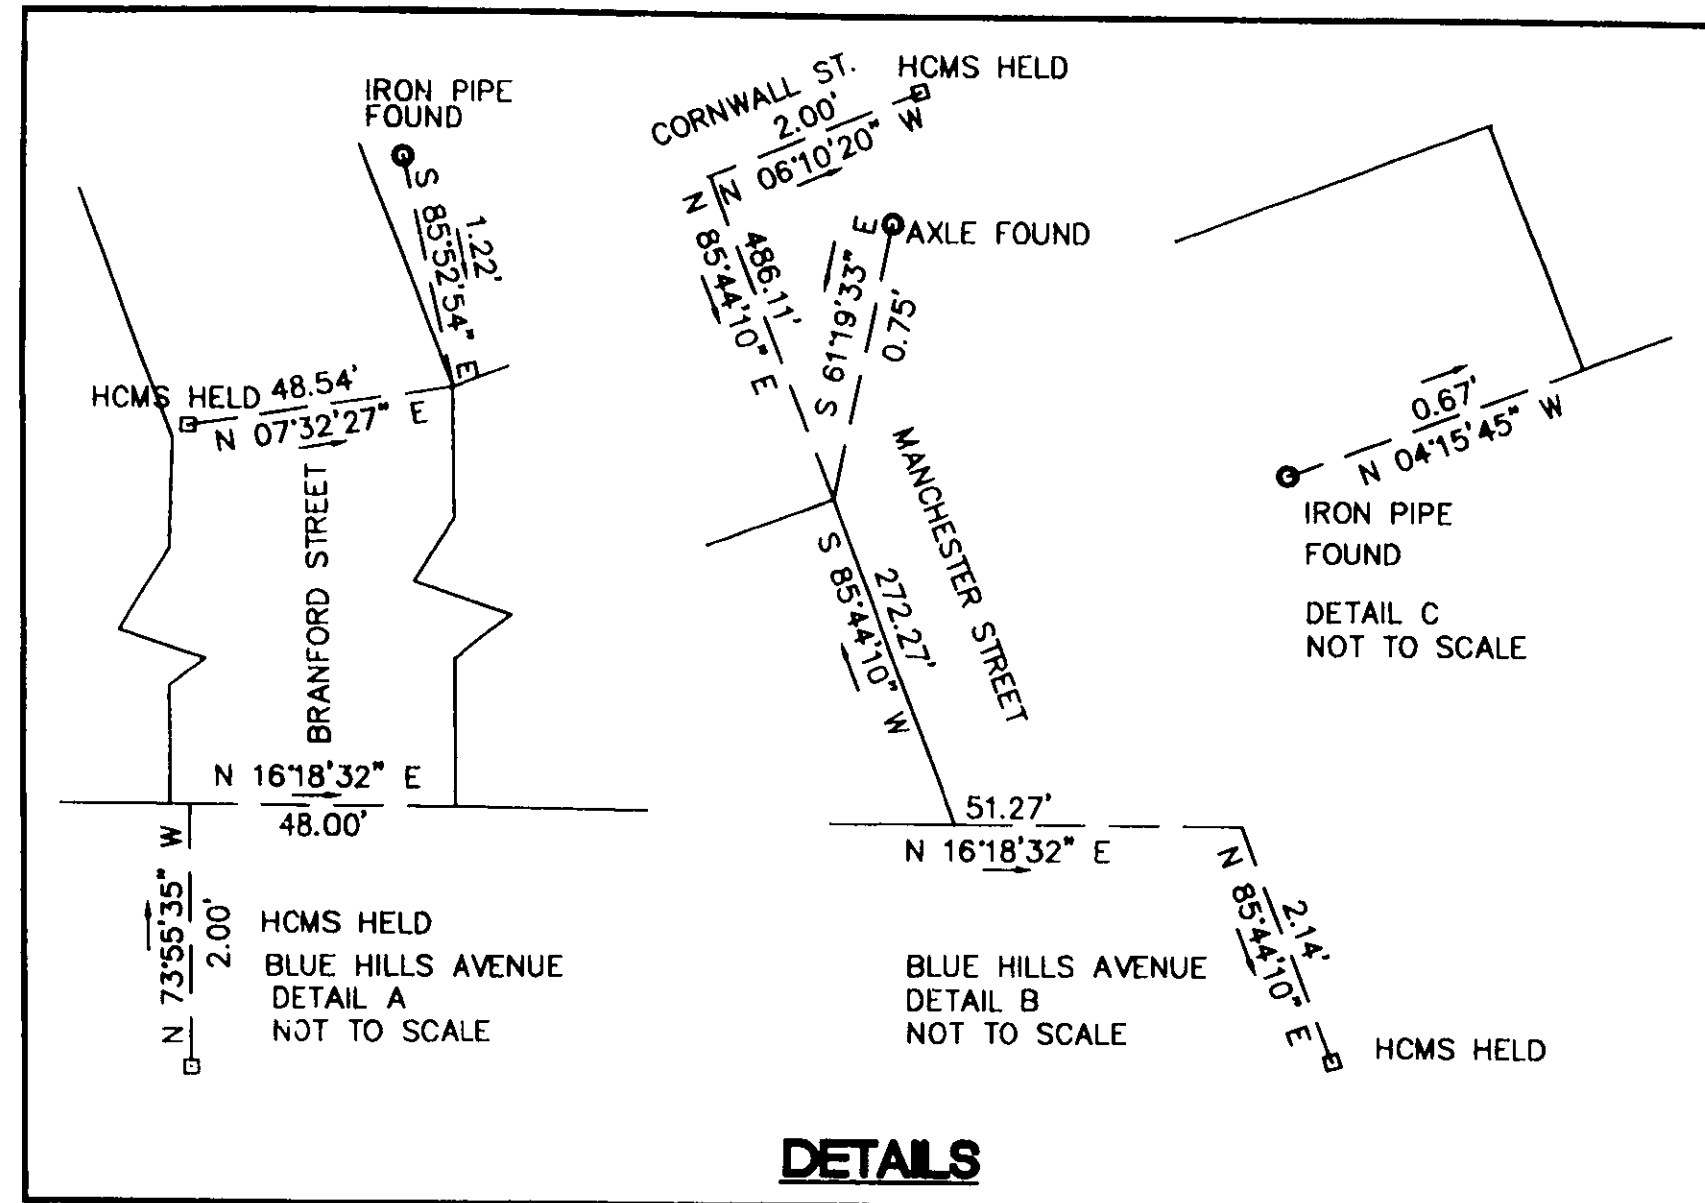 IRON PIPE
FOUND
S 85°52'54" E
1.22'
HCMS HELD
48.54'
N 07°32'27" E
BRANFORD STREET
N 16°18'32" E
48.00'
N 73°55'35" W
2.00'
HCMS HELD
BLUE HILLS AVENUE
DETAIL A
NOT TO SCALE
CORNWALL ST.
HCMS HELD
2.00'
N 06°10'20" W
N 85°44'10" E
486.11'
AXLE FOUND
S 61°19'33" E
0.75'
MANCHESTER STREET
S 85°44'10" W
272.27'
51.27'
N 16°18'32" E
N 85°44'10" E
2.14'
HCMS HELD
BLUE HILLS AVENUE
DETAIL B
NOT TO SCALE
0.67'
N 04°15'45" W
IRON PIPE
FOUND
DETAIL C
NOT TO SCALE
DETAILS